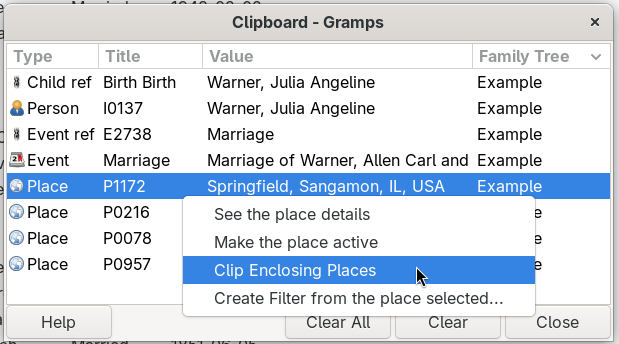 Clipboard - Gramps
Type Title Value Family Tree
Child ref Birth Birth Warner, Julia Angeline Example
Person I0137 Warner, Julia Angeline Example
Event ref E2738 Marriage Example
Event Marriage Marriage of Warner, Allen Carl and Example
Place P1172 Springfield, Sangamon, IL, USA Example
Place P0216
See the place details
Place P0078
Make the place active
Place P0957
Clip Enclosing Places
Create Filter from the place selected...
Help Clear All Clear Close